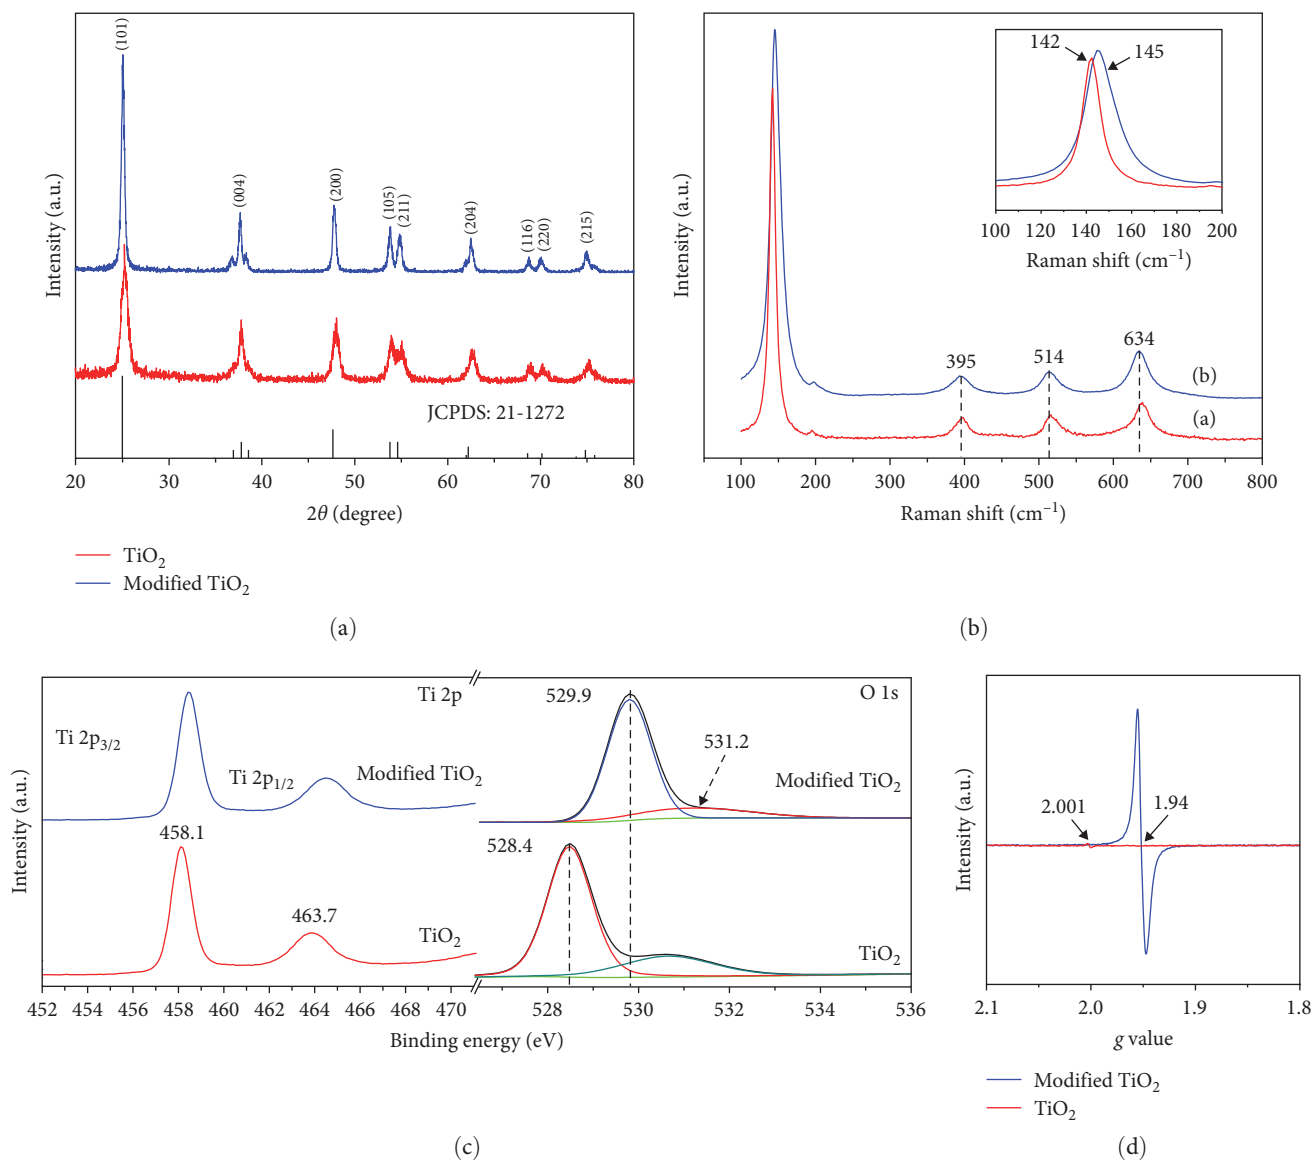 Intensity (a.u.)
(101)
(004)
(200)
(105)
(211)
(204)
(116)
(220)
(215)
JCPDS: 21-1272
20 30 40 50 60 70 80
2θ (degree)
TiO₂
Modified TiO₂
(a)
Intensity (a.u.)
142
145
100 120 140 160 180 200
Raman shift (cm⁻¹)
a.u.)
395
514
634
(b)
(a)
100 200 300 400 500 600 700 800
Raman shift (cm⁻¹)
(b)
Intensity (a.u.)
Ti 2p
529.9
O 1s
Ti 2p₃/₂
531.2
Ti 2p₁/₂
Modified TiO₂
Modified TiO₂
458.1
528.4
463.7
TiO₂
TiO₂
452 454 456 458 460 462 464 466 468 470 528 530 532 534 536
Binding energy (eV)
(c)
Intensity (a.u.)
2.001
1.94
2.1 2.0 1.9 1.8
g value
Modified TiO₂
TiO₂
(d)